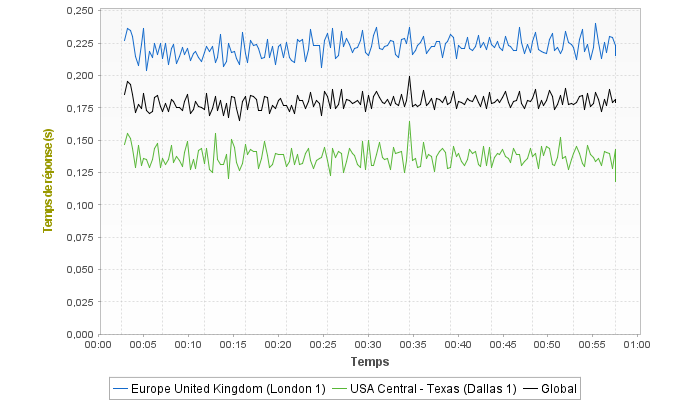 0,250
0,225
0,200
0,175
0,150
0,125
0,100
0,075
0,050
0,025
0,000
Temps de réponse (s)
00:00 00:05 00:10 00:15 00:20 00:25 00:30 00:35 00:40 00:45 00:50 00:55 01:00
Temps
Europe United Kingdom (London 1) USA Central - Texas (Dallas 1) Global